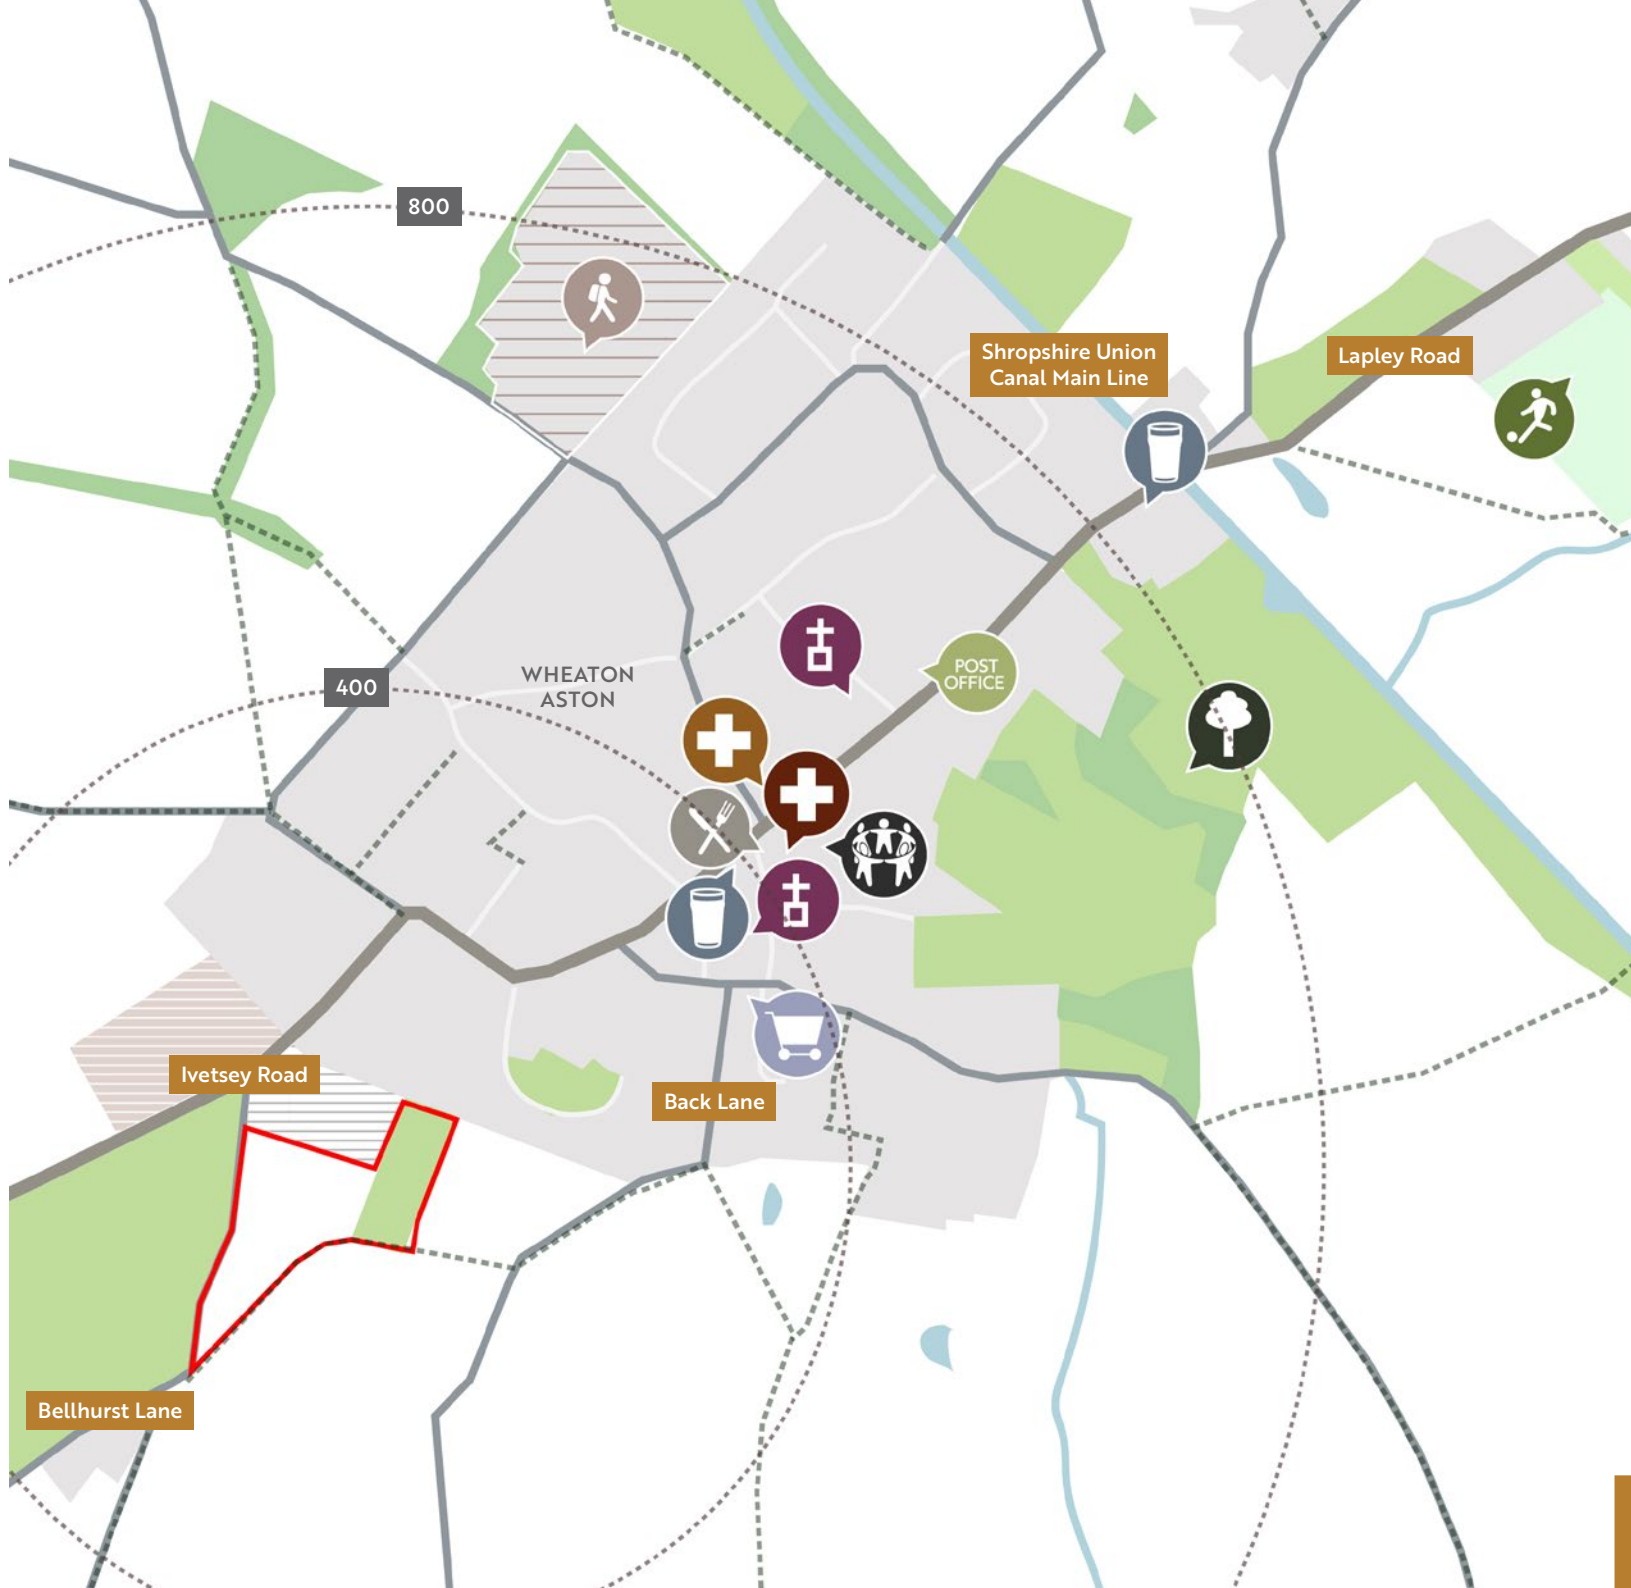 800
Shropshire Union
Canal Main Line
Lapley Road
POST
OFFICE
WHEATON
ASTON
400
Ivetsey Road
Back Lane
Bellhurst Lane